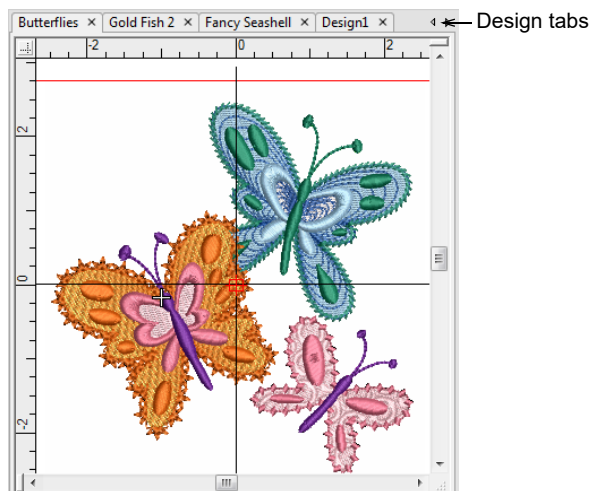 Butterflies × Gold Fish 2 × Fancy Seashell × Design1 × Design tabs
-2 0 2
2
0
-2